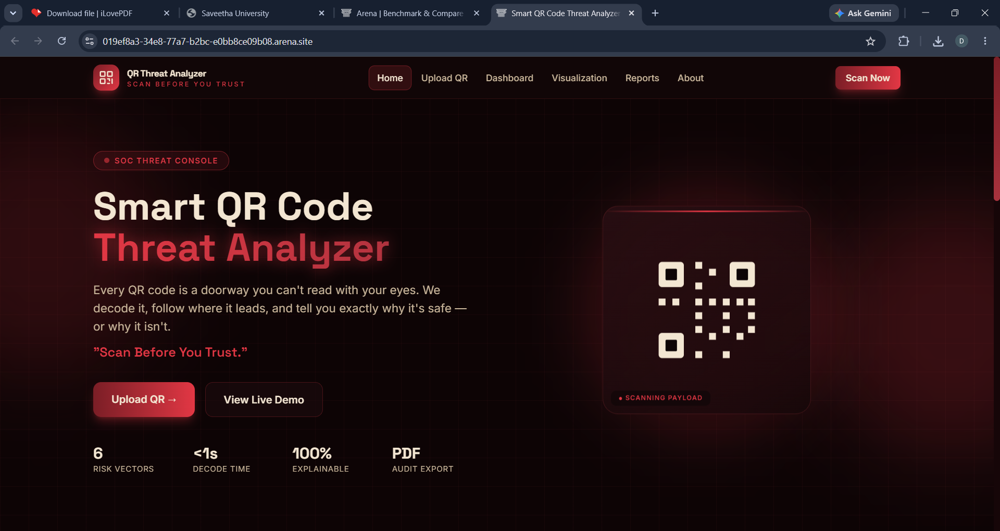 Download file | iLovePDF
Saveetha University
Arena | Benchmark & Compare
Smart QR Code Threat Analyzer
Ask Gemini
019ef8a3-34e8-77a7-b2bc-e0bb8ce09b08.arena.site
D
QR Threat Analyzer
SCAN BEFORE YOU TRUST
Home
Upload QR
Dashboard
Visualization
Reports
About
Scan Now
SOC THREAT CONSOLE
Smart QR Code
Threat Analyzer
Every QR code is a doorway you can't read with your eyes. We
decode it, follow where it leads, and tell you exactly why it's safe —
or why it isn't.
”Scan Before You Trust.”
Upload QR →
View Live Demo
SCANNING PAYLOAD
6
RISK VECTORS
<1s
DECODE TIME
100%
EXPLAINABLE
PDF
AUDIT EXPORT